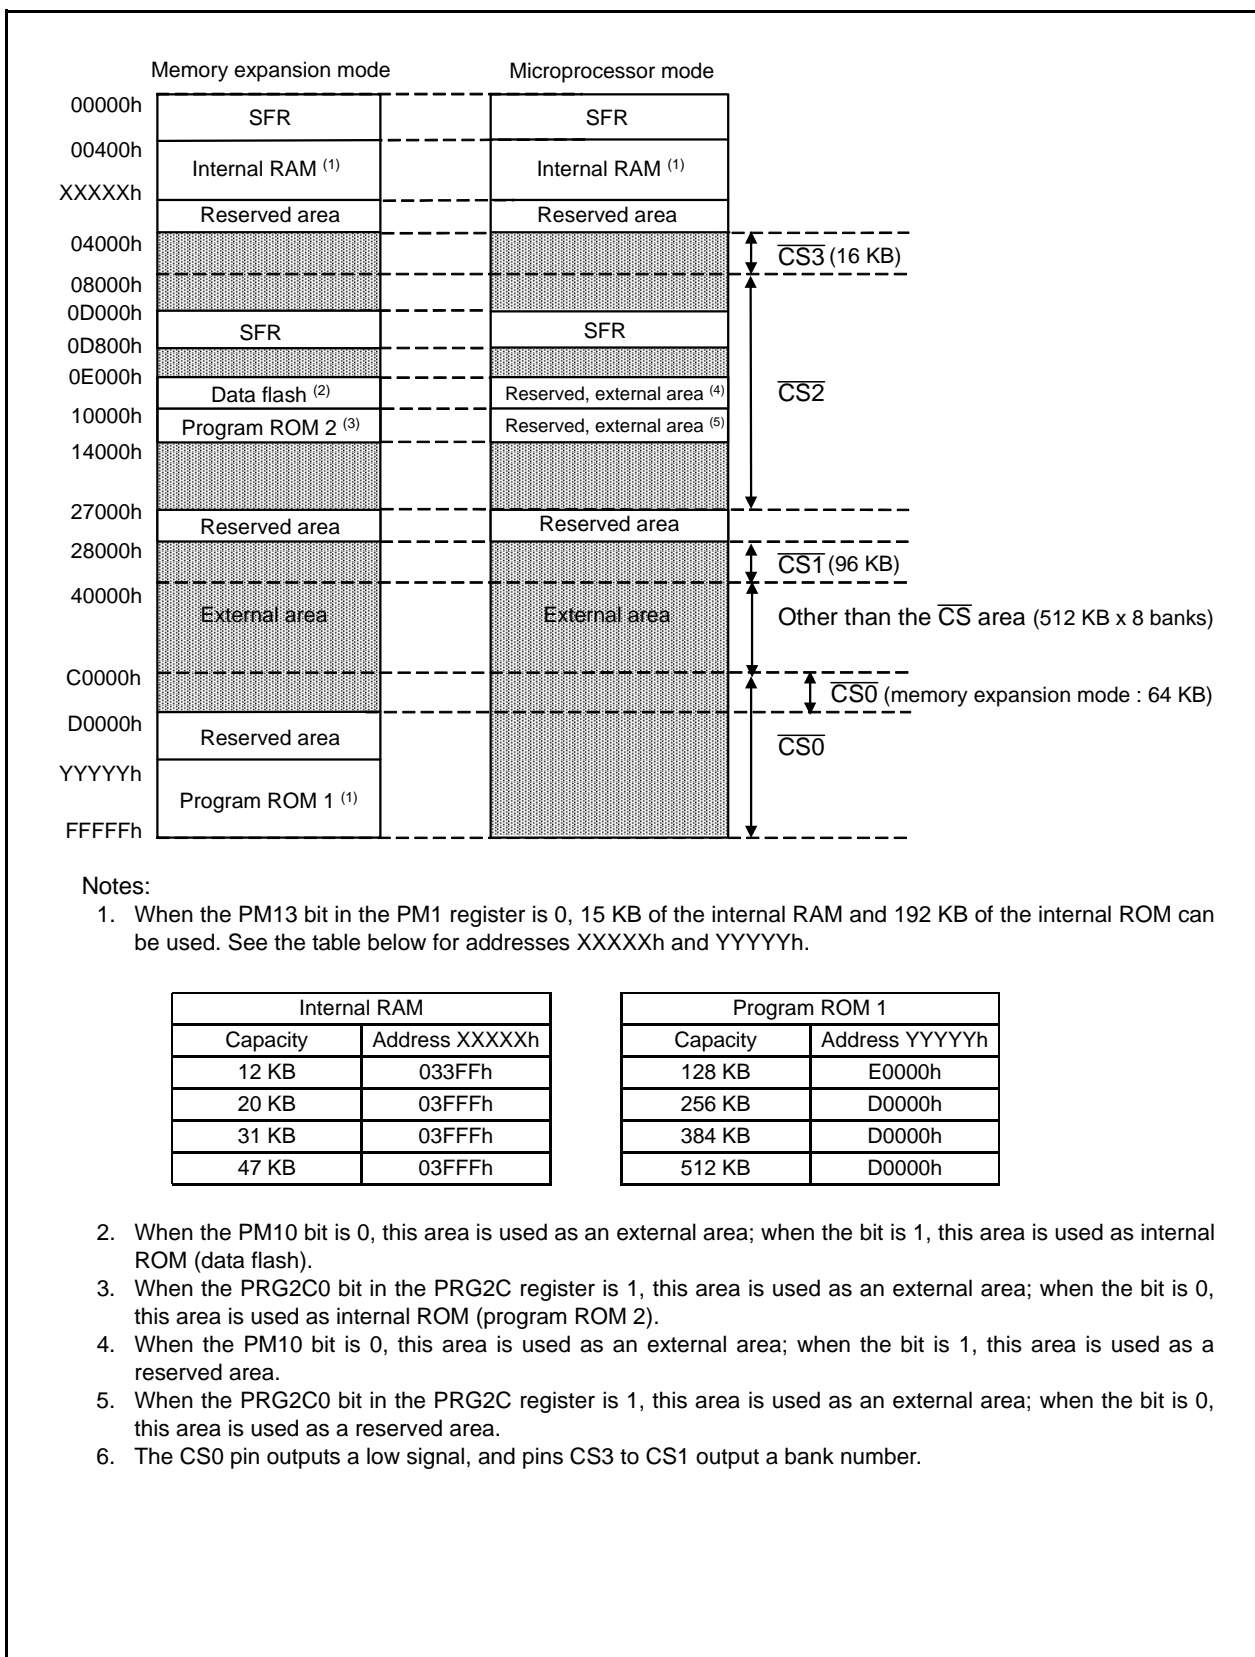 Memory expansion mode
Microprocessor mode
00000h
SFR
SFR
00400h
Internal RAM (1)
Internal RAM (1)
XXXXXh
Reserved area
Reserved area
04000h
CS3 (16 KB)
08000h
0D000h
SFR
SFR
0D800h
0E000h
Data flash (2)
Reserved, external area (4)
CS2
10000h
Program ROM 2 (3)
Reserved, external area (5)
14000h
27000h
Reserved area
Reserved area
28000h
CS1 (96 KB)
40000h
External area
External area
Other than the CS area (512 KB x 8 banks)
C0000h
CS0 (memory expansion mode : 64 KB)
D0000h
Reserved area
CS0
YYYYYh
Program ROM 1 (1)
FFFFFh
Notes:
1. When the PM13 bit in the PM1 register is 0, 15 KB of the internal RAM and 192 KB of the internal ROM can
be used. See the table below for addresses XXXXXh and YYYYYh.
Internal RAM
Capacity Address XXXXXh
12 KB 033FFh
20 KB 03FFFh
31 KB 03FFFh
47 KB 03FFFh
Program ROM 1
Capacity Address YYYYYh
128 KB E0000h
256 KB D0000h
384 KB D0000h
512 KB D0000h
2. When the PM10 bit is 0, this area is used as an external area; when the bit is 1, this area is used as internal
ROM (data flash).
3. When the PRG2C0 bit in the PRG2C register is 1, this area is used as an external area; when the bit is 0,
this area is used as internal ROM (program ROM 2).
4. When the PM10 bit is 0, this area is used as an external area; when the bit is 1, this area is used as a
reserved area.
5. When the PRG2C0 bit in the PRG2C register is 1, this area is used as an external area; when the bit is 0,
this area is used as a reserved area.
6. The CS0 pin outputs a low signal, and pins CS3 to CS1 output a bank number.